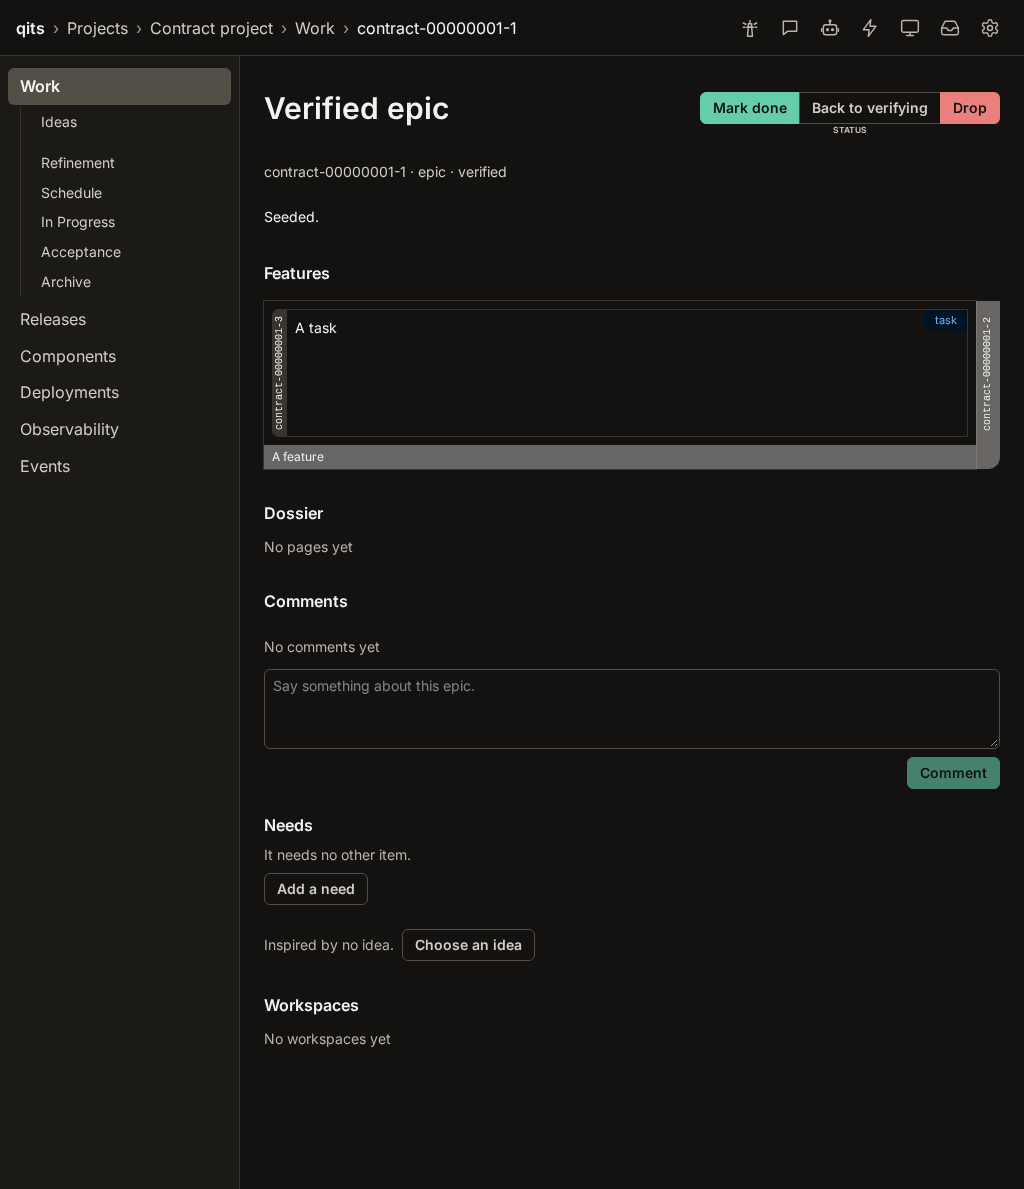 qits › Projects › Contract project › Work › contract-00000001-1
Work
Ideas
Refinement
Schedule
In Progress
Acceptance
Archive
Releases
Components
Deployments
Observability
Events
Verified epic
Mark done
Back to verifying
Drop
STATUS
contract-00000001-1 · epic · verified
Seeded.
Features
contract-00000001-3
A task
task
contract-00000001-2
A feature
Dossier
No pages yet
Comments
No comments yet
Say something about this epic.
Comment
Needs
It needs no other item.
Add a need
Inspired by no idea.
Choose an idea
Workspaces
No workspaces yet